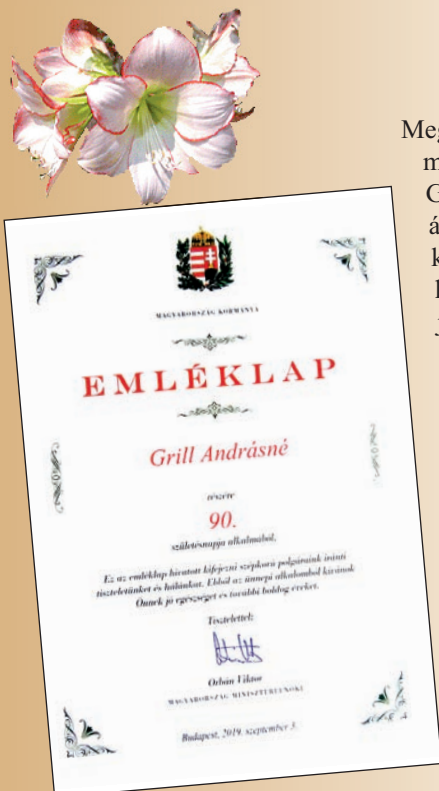 Meg
m
G
á
k
MAGYARORSZÁG KORMÁNYA
EMLÉKLAP
Grill Andrásné
részére
90.
születésnapja alkalmából.
Ez az emléklap hivatott kifejezni szépkorú polgáraink iránti
tiszteletünket és hálánkat. Ebből az ünnepi alkalomból kívánok
Önnek jó egészséget és további boldog éveket.
Tisztelettel:
Orbán Viktor
MAGYARORSZÁG MINISZTERELNÖKE
Budapest, 2019. szeptember 3.